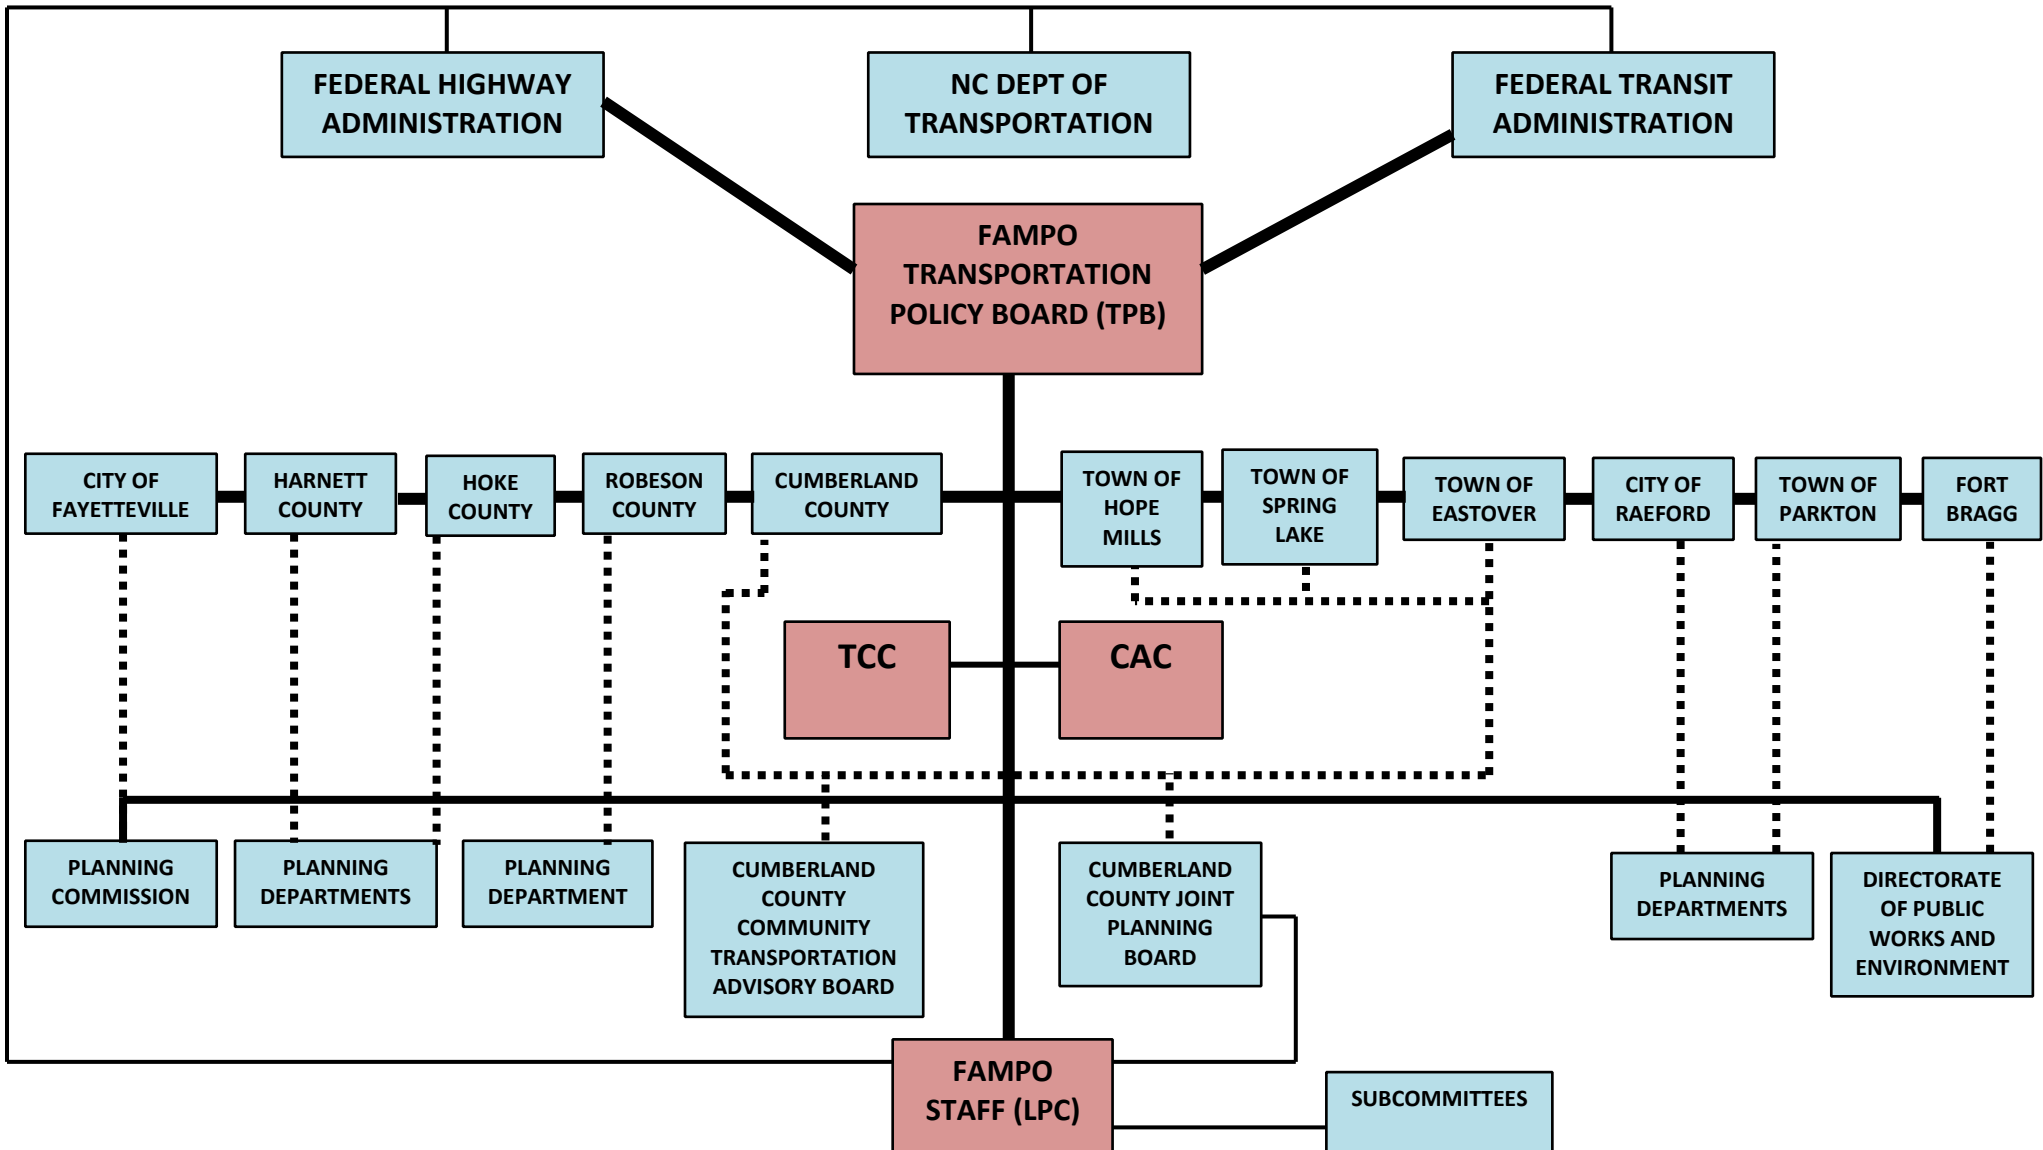 FEDERAL HIGHWAY
ADMINISTRATION
NC DEPT OF
TRANSPORTATION
FEDERAL TRANSIT
ADMINISTRATION
FAMPO
TRANSPORTATION
POLICY BOARD (TPB)
CITY OF
FAYETTEVILLE
HARNETT
COUNTY
HOKE
COUNTY
ROBESON
COUNTY
CUMBERLAND
COUNTY
TOWN OF
HOPE
MILLS
TOWN OF
SPRING
LAKE
TOWN OF
EASTOVER
CITY OF
RAEFORD
TOWN OF
PARKTON
FORT
BRAGG
TCC
CAC
PLANNING
COMMISSION
PLANNING
DEPARTMENTS
PLANNING
DEPARTMENT
CUMBERLAND
COUNTY
COMMUNITY
TRANSPORTATION
ADVISORY BOARD
CUMBERLAND
COUNTY JOINT
PLANNING
BOARD
PLANNING
DEPARTMENTS
DIRECTORATE
OF PUBLIC
WORKS AND
ENVIRONMENT
FAMPO
STAFF (LPC)
SUBCOMMITTEES